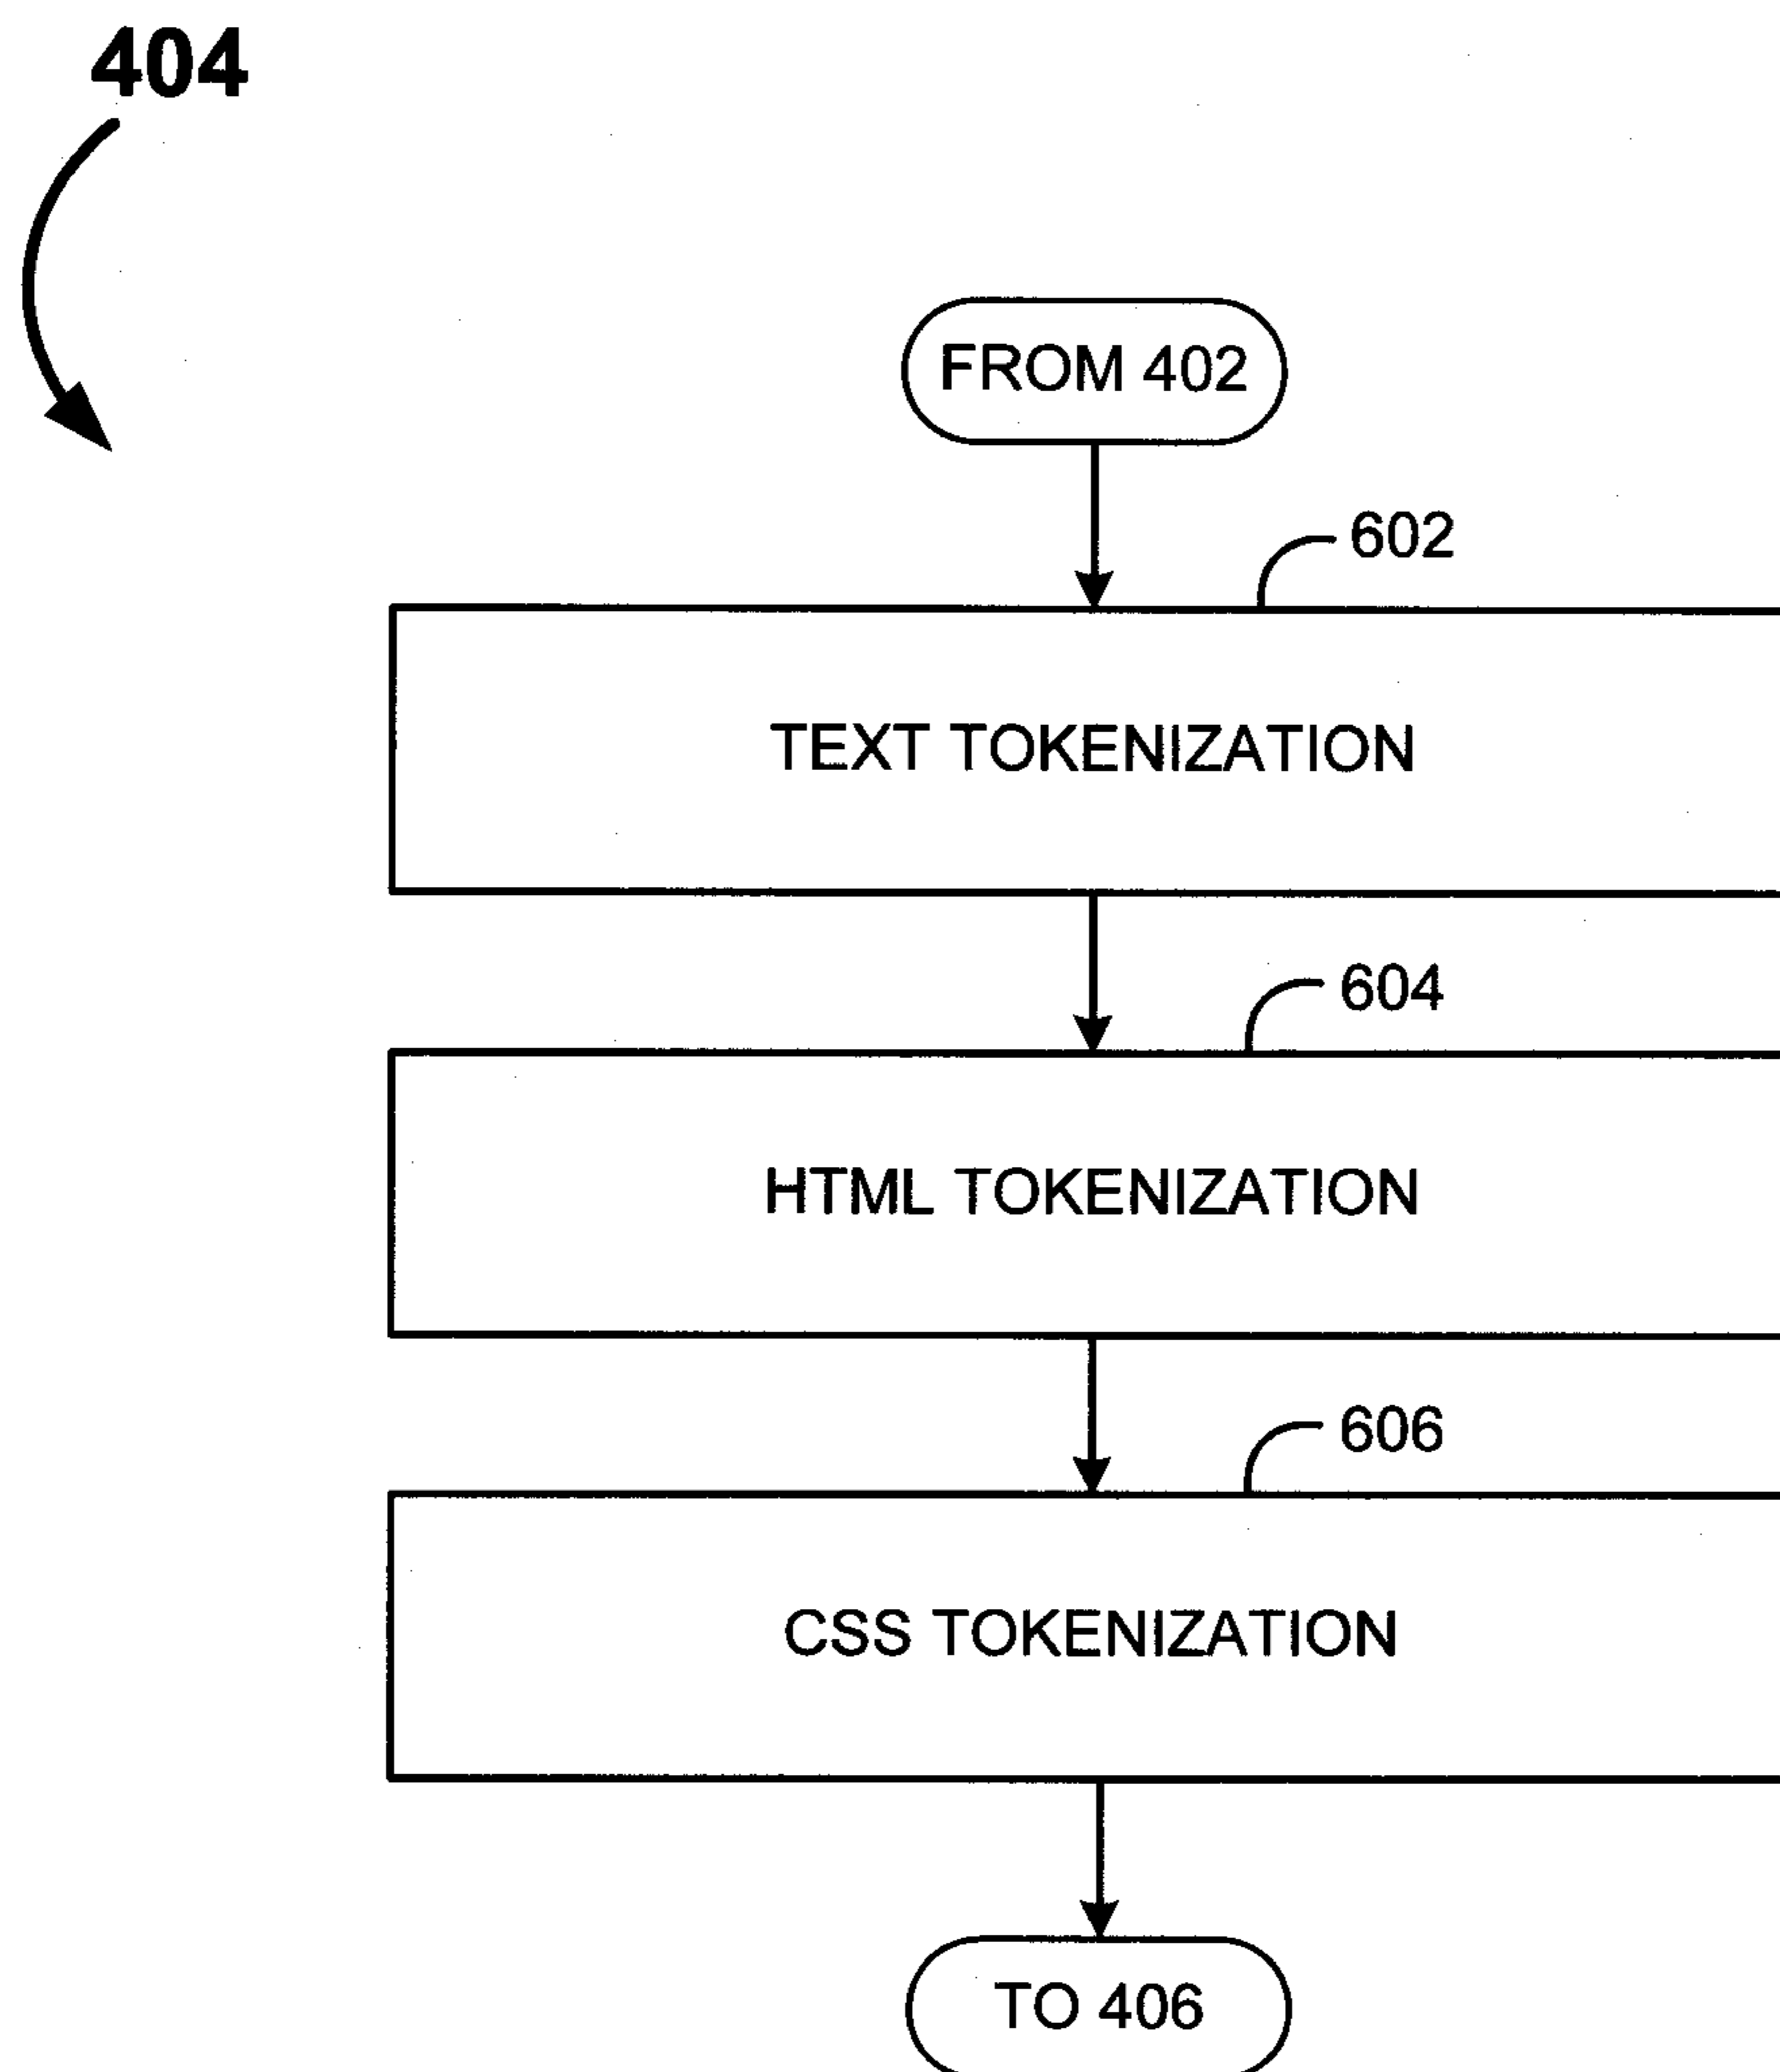 404
FROM 402
602
TEXT TOKENIZATION
604
HTML TOKENIZATION
606
CSS TOKENIZATION
TO 406